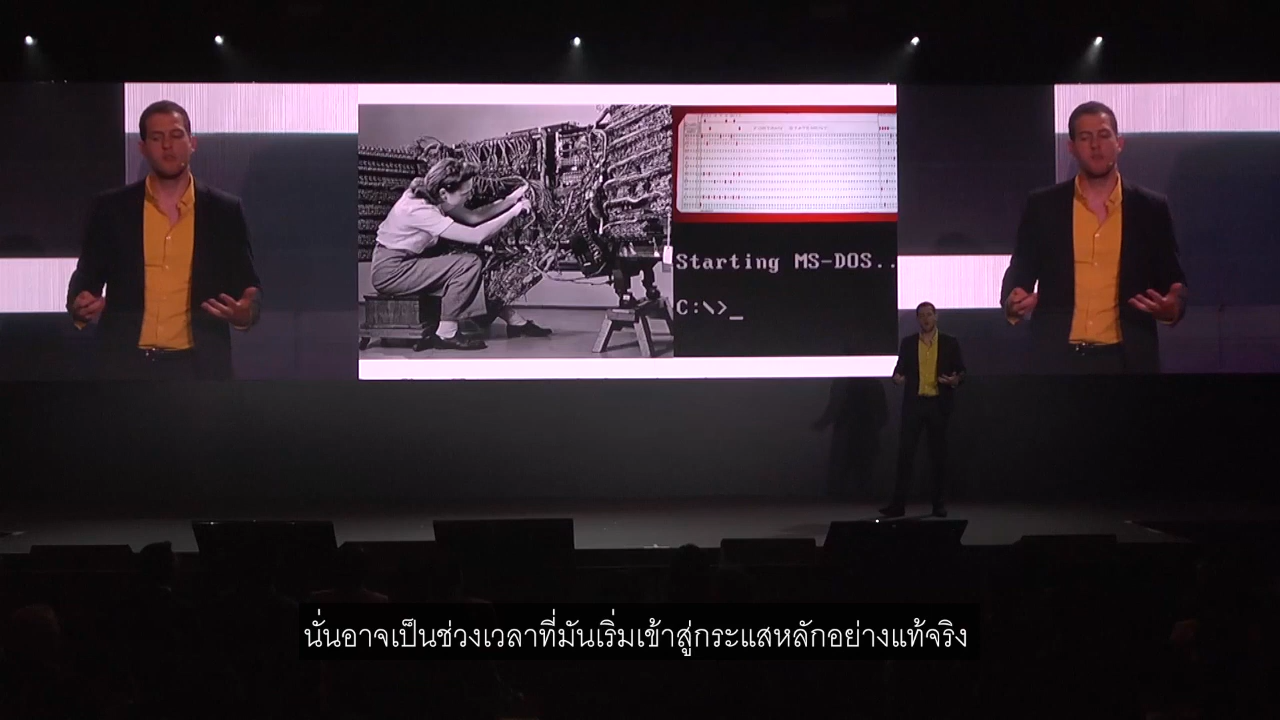 Starting MS-DOS..
C:\>_
นั่นอาจเป็นช่วงเวลาที่มันเริ่มเข้าสู่กระแสหลักอย่างแท้จริง